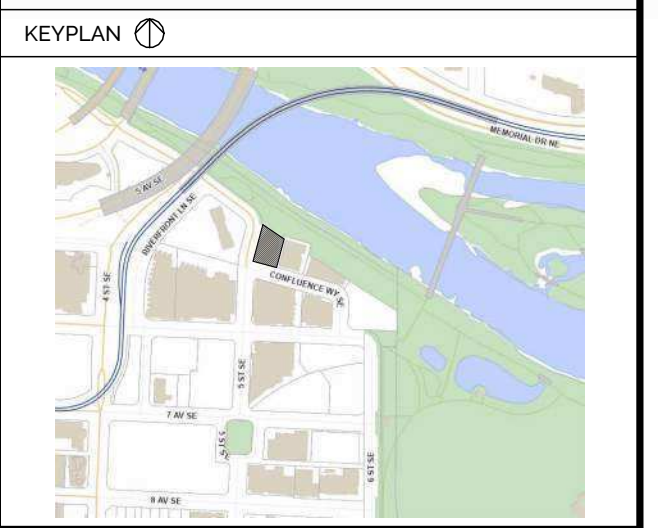 KEYPLAN
MEMORIAL DR NE
5 AV SE
RIVERFRONT LN SE
4 ST SE
CONFLUENCE WY SE
5 ST SE
7 AV SE
5 ST SE
6 ST SE
8 AV SE